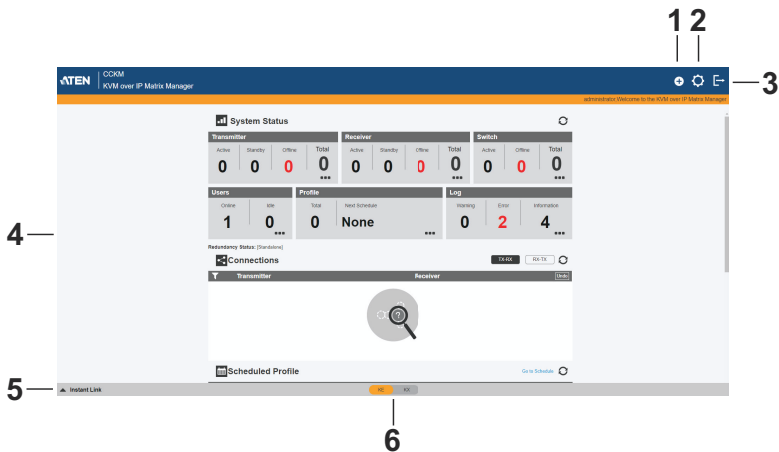 1 2
ATEN
CCKM
KVM over IP Matrix Manager
3
administrator,Welcome to the KVM over IP Matrix Manager
System Status
Transmitter Receiver Switch
Active Standby Offline Total Active Standby Offline Total Active Offline Total
0 0 0 0 0 0 0 0 0 0 0
Users Profile Log
Online Idle Total Next Schedule Warning Error Information
1 0 0 None 0 2 4
4
Redundancy Status: [Standalone]
Connections TX-RX RX-TX
Transmitter Receiver Undo
?
Scheduled Profile Go to Schedule
5
Instant Link KE KX
6